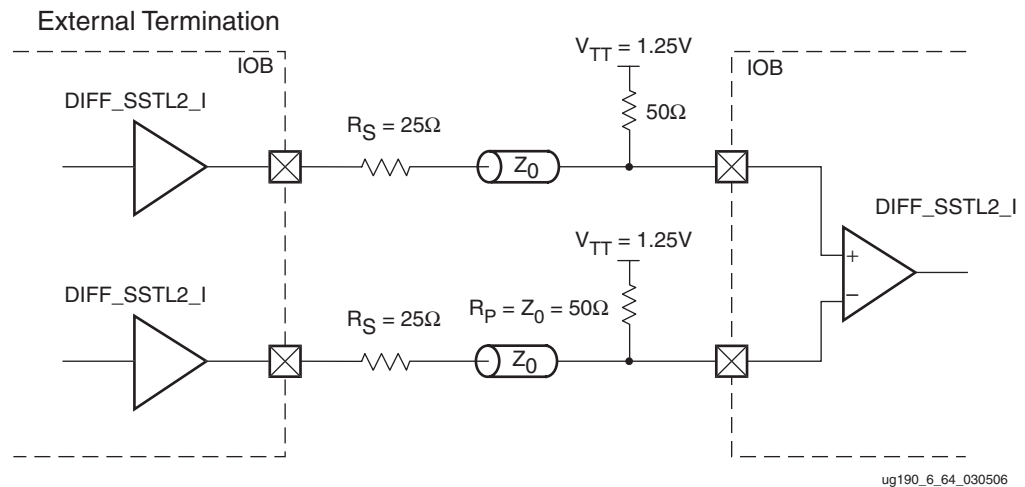 External Termination
IOB
DIFF_SSTL2_I
R_S = 25Ω
Z_0
V_TT = 1.25V
50Ω
IOB
DIFF_SSTL2_I
+
–
DIFF_SSTL2_I
R_S = 25Ω
Z_0
V_TT = 1.25V
R_P = Z_0 = 50Ω
ug190_6_64_030506